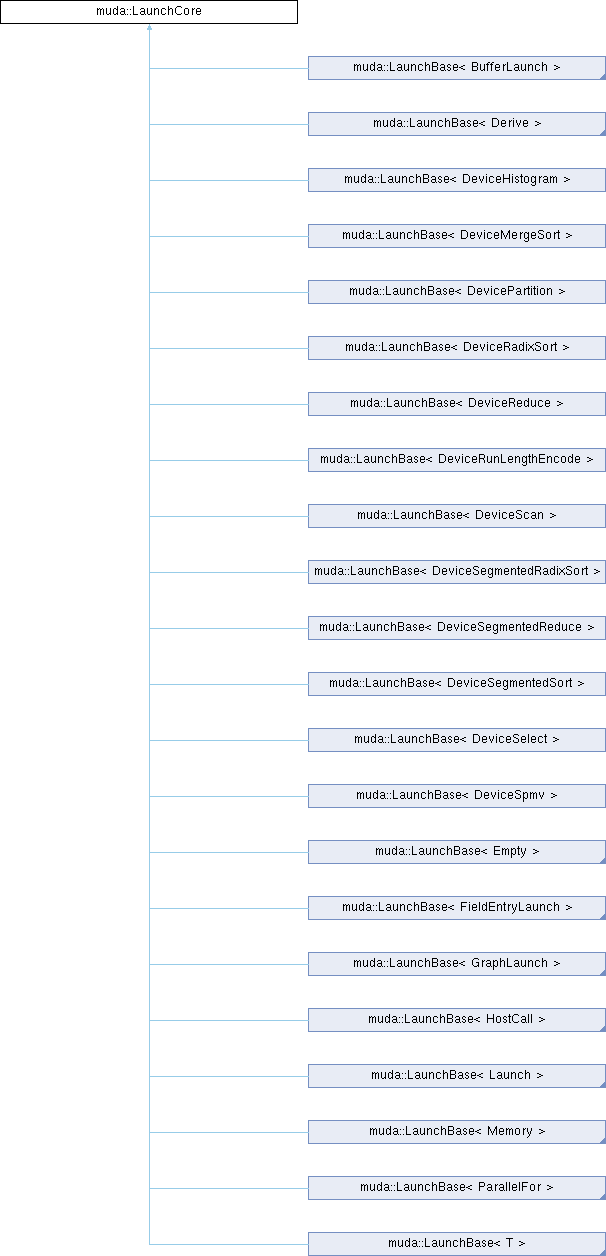 muda::LaunchCore
muda::LaunchBase< BufferLaunch >
muda::LaunchBase< Derive >
muda::LaunchBase< DeviceHistogram >
muda::LaunchBase< DeviceMergeSort >
muda::LaunchBase< DevicePartition >
muda::LaunchBase< DeviceRadixSort >
muda::LaunchBase< DeviceReduce >
muda::LaunchBase< DeviceRunLengthEncode >
muda::LaunchBase< DeviceScan >
muda::LaunchBase< DeviceSegmentedRadixSort >
muda::LaunchBase< DeviceSegmentedReduce >
muda::LaunchBase< DeviceSegmentedSort >
muda::LaunchBase< DeviceSelect >
muda::LaunchBase< DeviceSpmv >
muda::LaunchBase< Empty >
muda::LaunchBase< FieldEntryLaunch >
muda::LaunchBase< GraphLaunch >
muda::LaunchBase< HostCall >
muda::LaunchBase< Launch >
muda::LaunchBase< Memory >
muda::LaunchBase< ParallelFor >
muda::LaunchBase< T >